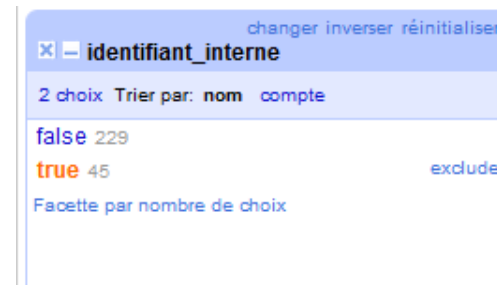 changer inverser réinitialiser
identifiant_interne
2 choix Trier par: nom compte
false 229
true 45 exclude
Facette par nombre de choix